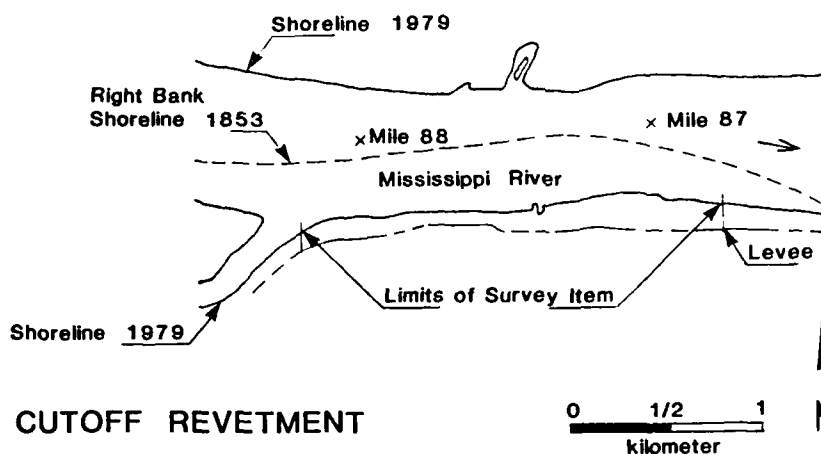 Shoreline 1979
Right Bank
Shoreline 1853
×Mile 88
× Mile 87
Mississippi River
Levee
Limits of Survey Item
Shoreline 1979
CUTOFF REVETMENT
0 1/2 1
kilometer